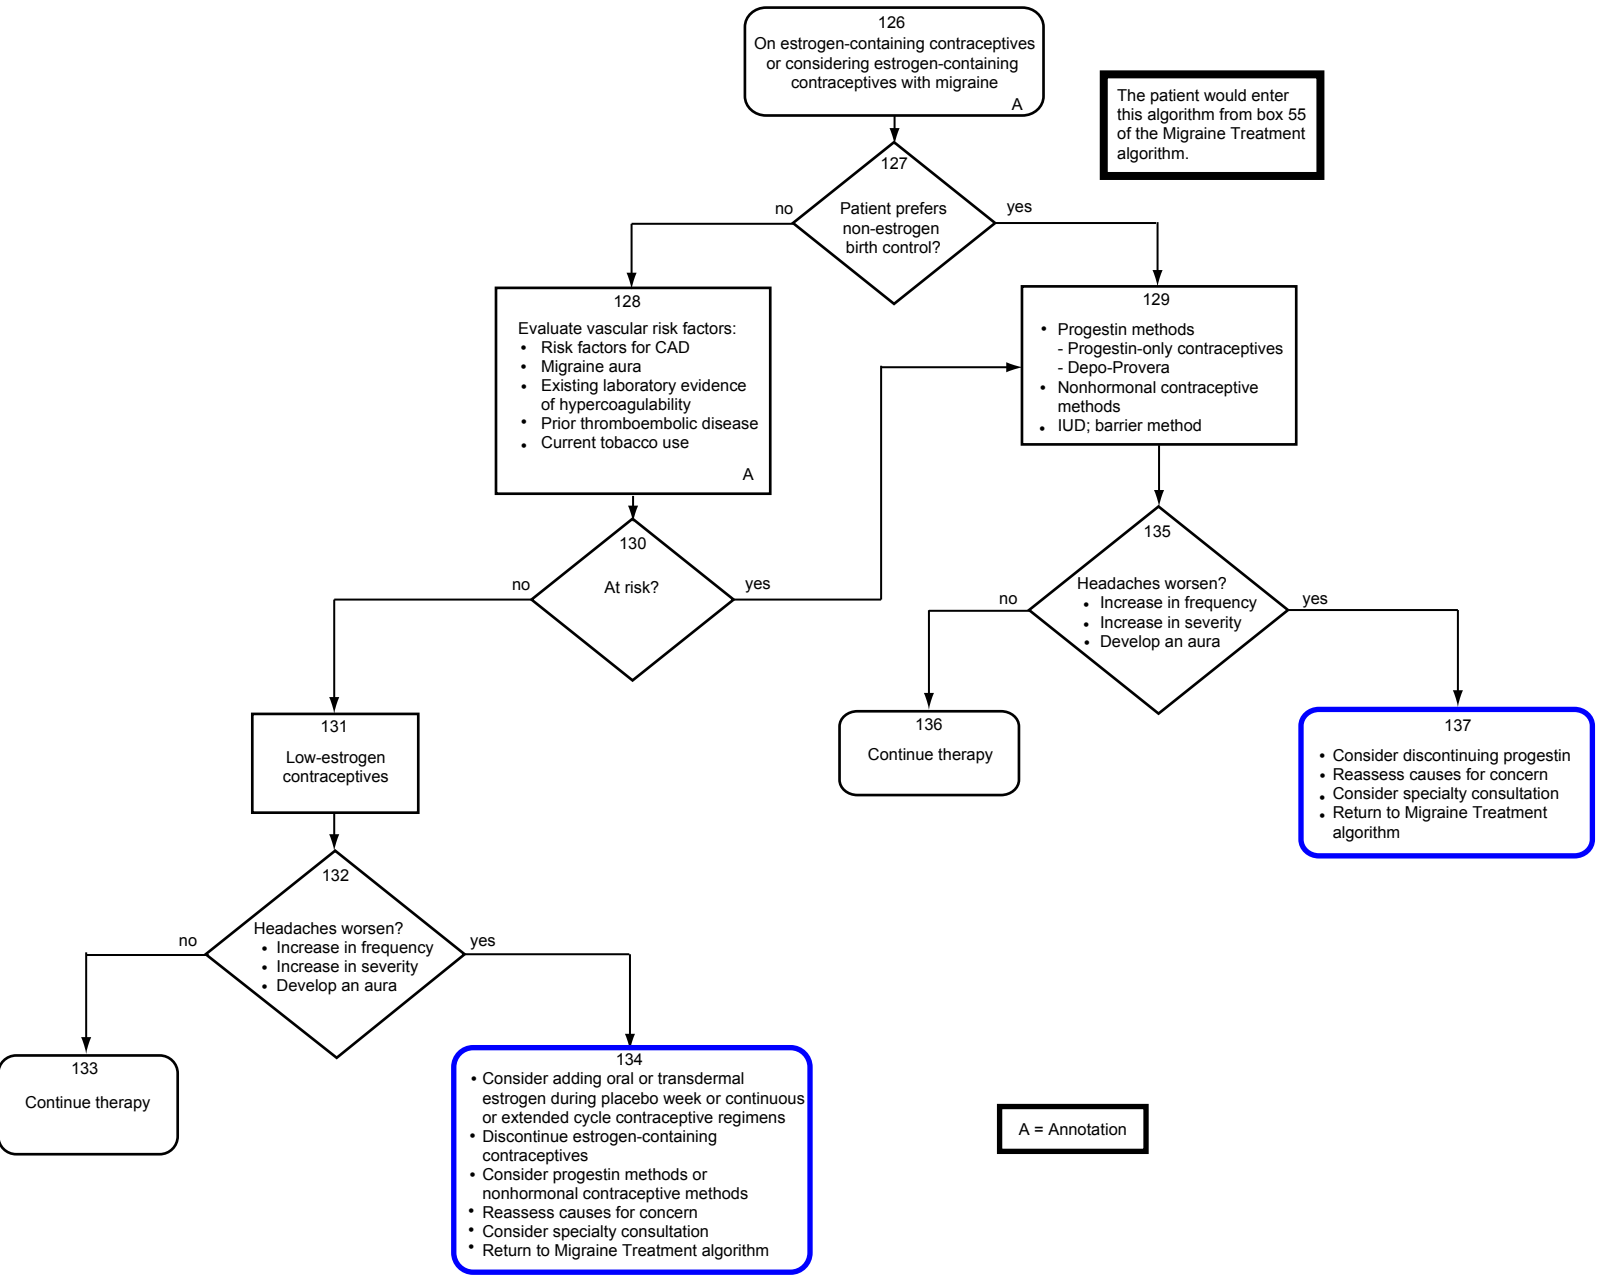 126
On estrogen-containing contraceptives
or considering estrogen-containing
contraceptives with migraine
A
The patient would enter
this algorithm from box 55
of the Migraine Treatment
algorithm.
127
Patient prefers
non-estrogen
birth control?
no
yes
128
Evaluate vascular risk factors:
• Risk factors for CAD
• Migraine aura
• Existing laboratory evidence
of hypercoagulability
• Prior thromboembolic disease
• Current tobacco use
A
129
• Progestin methods
- Progestin-only contraceptives
- Depo-Provera
• Nonhormonal contraceptive
methods
• IUD; barrier method
130
At risk?
no
yes
135
Headaches worsen?
• Increase in frequency
• Increase in severity
• Develop an aura
no
yes
131
Low-estrogen
contraceptives
136
Continue therapy
137
• Consider discontinuing progestin
• Reassess causes for concern
• Consider specialty consultation
• Return to Migraine Treatment
algorithm
132
Headaches worsen?
• Increase in frequency
• Increase in severity
• Develop an aura
no
yes
133
Continue therapy
134
• Consider adding oral or transdermal
estrogen during placebo week or continuous
or extended cycle contraceptive regimens
• Discontinue estrogen-containing
contraceptives
• Consider progestin methods or
nonhormonal contraceptive methods
• Reassess causes for concern
• Consider specialty consultation
• Return to Migraine Treatment algorithm
A = Annotation